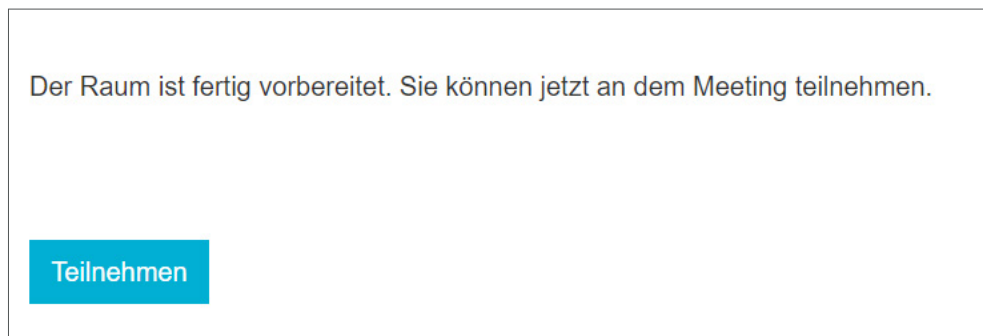 Der Raum ist fertig vorbereitet. Sie können jetzt an dem Meeting teilnehmen.
Teilnehmen